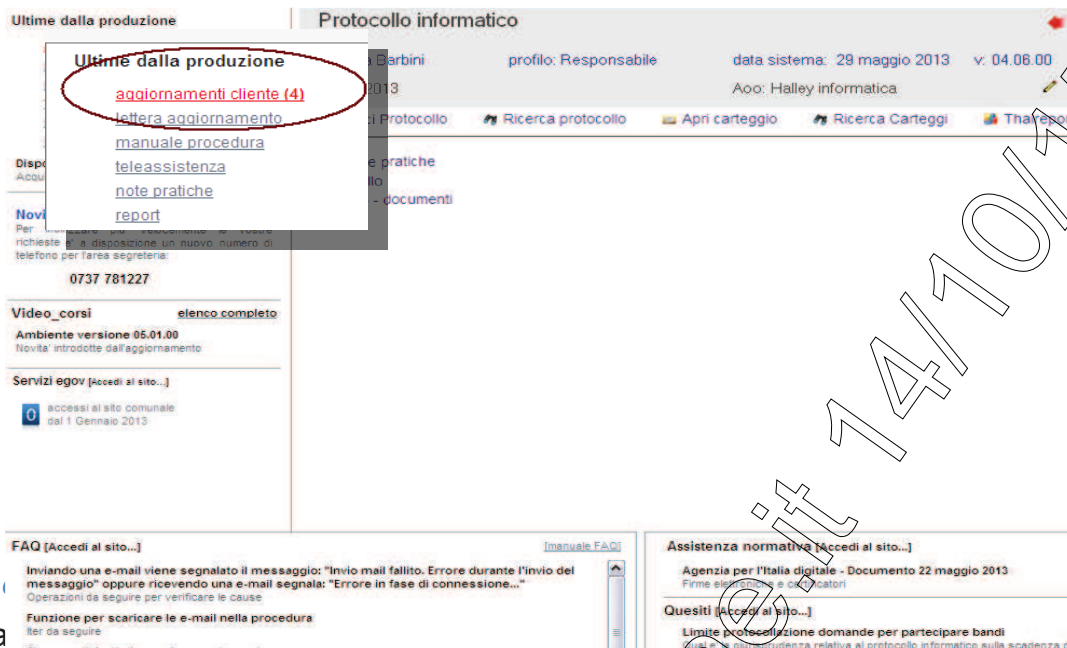 Ultime dalla produzione
Ultime dalla produzione
aggiornamenti cliente (4)
lettera aggiornamento
manuale procedura
teleassistenza
note pratiche
report
Novi
richieste e' a disposizione un nuovo numero di
telefono per l'area segreteria:
0737 781227
Video_corsi elenco completo
Ambiente versione 05.01.00
Novita' introdotte dall'aggiornamento
Servizi egov [Accedi al sito...]
0 accessi al sito comunale
dal 1 Gennaio 2013
Protocollo informatico
Barbini profilo: Responsabile data sistema: 29 maggio 2013 v: 04.06.00
2013 Aoo: Halley informatica
Protocollo Ricerca protocollo Apri carteggio Ricerca Carteggi
pratiche
- documenti
FAQ [Accedi al sito...] [manuale FAQ]
Inviando una e-mail viene segnalato il messaggio: "Invio mail fallito. Errore durante l'invio del
messaggio" oppure ricevendo una e-mail segnala: "Errore in fase di connessione..."
Operazioni da seguire per verificare le cause
Funzione per scaricare le e-mail nella procedura
Iter da seguire
Assistenza normativa [Accedi al sito...]
Agenzia per l'Italia digitale - Documento 22 maggio 2013
Firme elettroniche e certificatori
Quesiti [Accedi al sito...]
Limite protocollazione domande per partecipare bandi
e.it 14/10/1